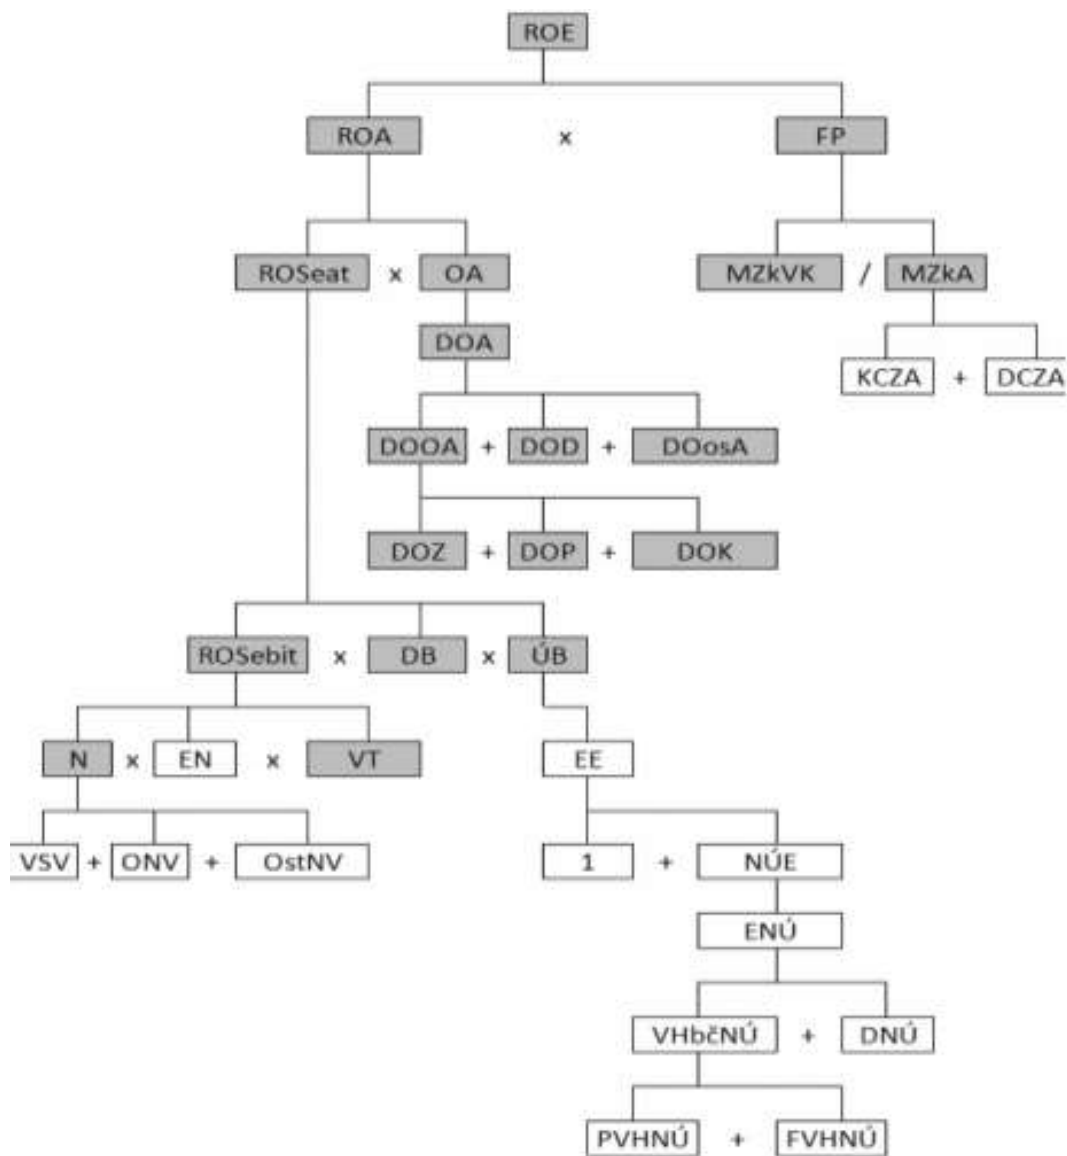 ROE
ROA x FP
ROSeat x OA MZkVK / MZkA
DOA KCZA + DCZA
DOOA + DOD + DOosA
DOZ + DOP + DOK
ROSebit x DB x ÚB
N x EN x VT EE
VSV + ONV + OstNV 1 + NÚE
ENÚ
VHbčNÚ + DNÚ
PVHNÚ + FVHNÚ